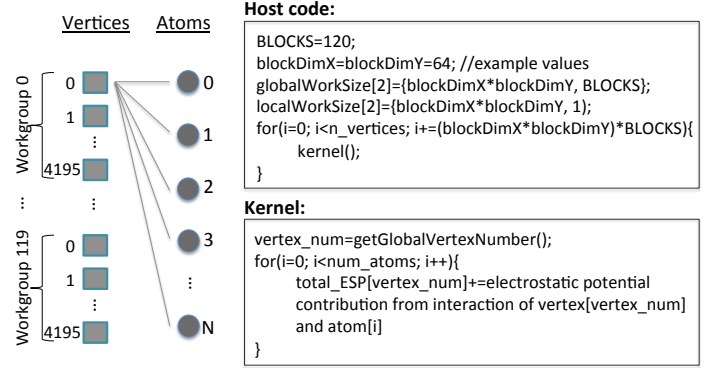 Vertices Atoms
Workgroup 0
0
1
⋮
4195
⋮ ⋮
Workgroup 119
0
1
⋮
4195
0
1
2
3
⋮
N
Host code:
BLOCKS=120;
blockDimX=blockDimY=64; //example values
globalWorkSize[2]={blockDimX*blockDimY, BLOCKS};
localWorkSize[2]={blockDimX*blockDimY, 1);
for(i=0; i<n_vertices; i+=(blockDimX*blockDimY)*BLOCKS){
kernel();
}
Kernel:
vertex_num=getGlobalVertexNumber();
for(i=0; i<num_atoms; i++){
total_ESP[vertex_num]+=electrostatic potential
contribution from interaction of vertex[vertex_num]
and atom[i]
}